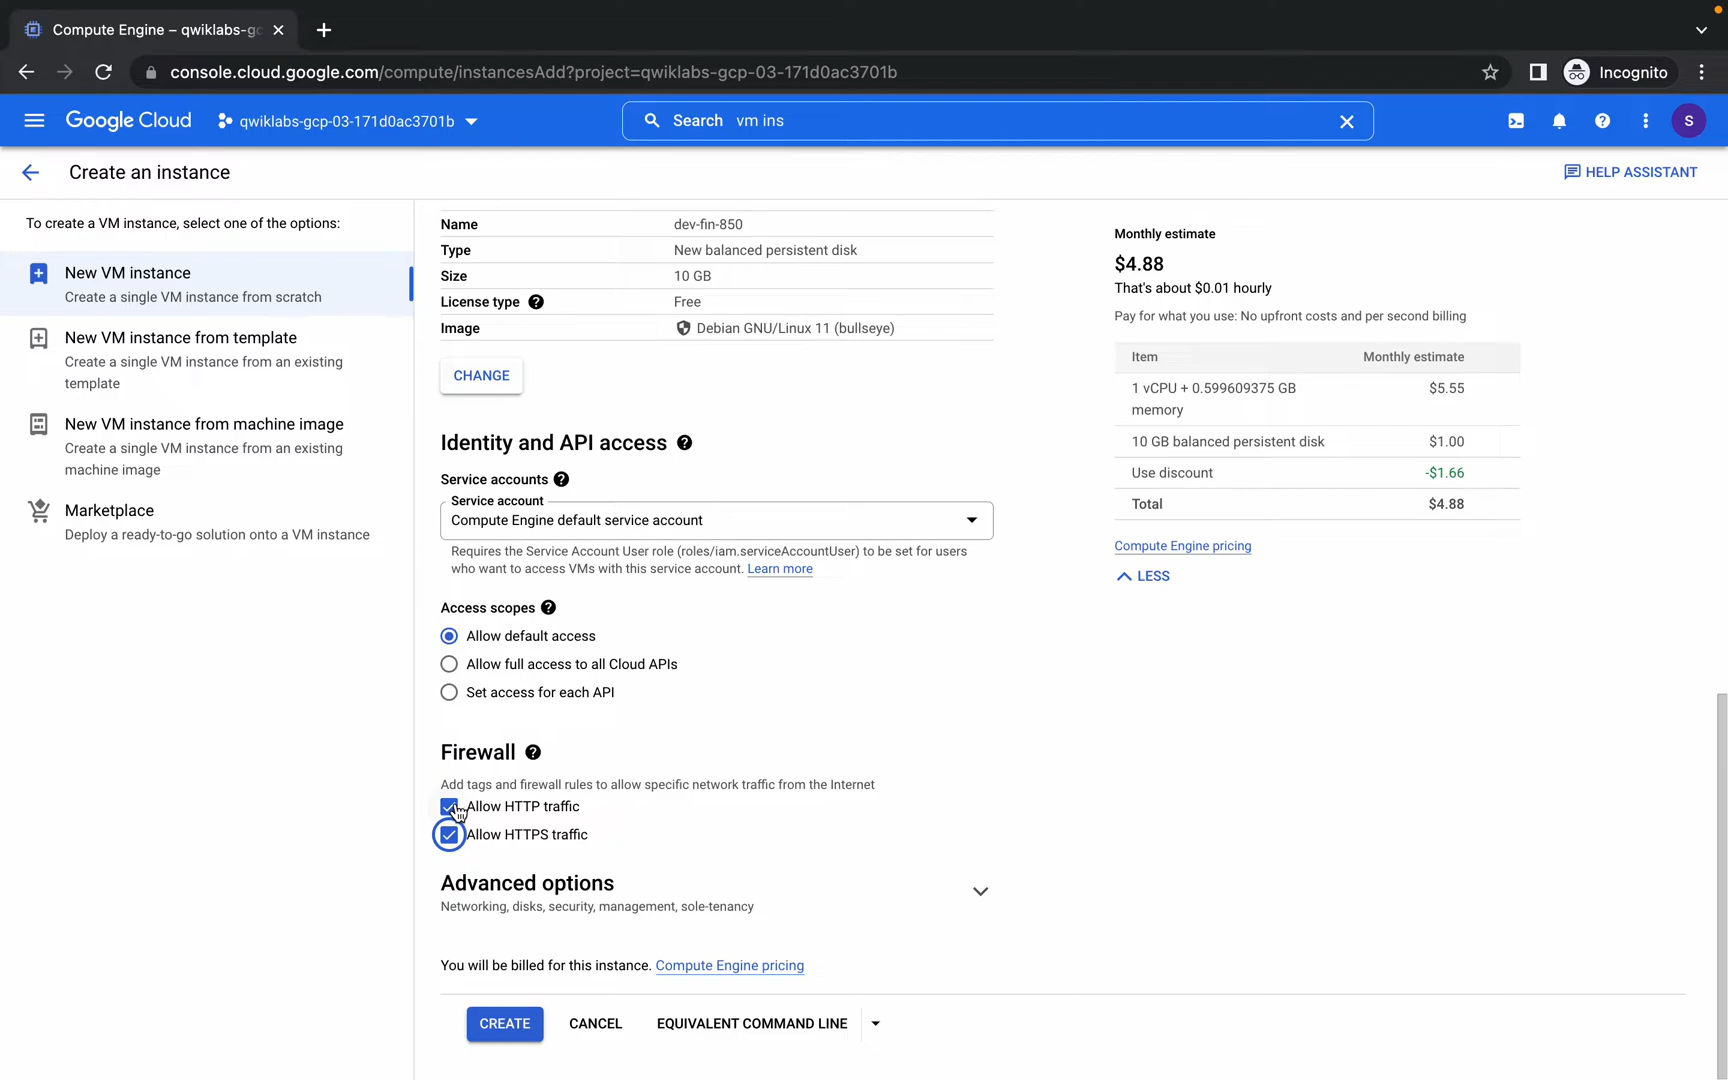 Compute Engine – qwiklabs-gc
console.cloud.google.com/compute/instancesAdd?project=qwiklabs-gcp-03-171d0ac3701b
Incognito
Google Cloud
qwiklabs-gcp-03-171d0ac3701b
Search vm ins
S
Create an instance
HELP ASSISTANT
To create a VM instance, select one of the options:
New VM instance
Create a single VM instance from scratch
New VM instance from template
Create a single VM instance from an existing
template
New VM instance from machine image
Create a single VM instance from an existing
machine image
Marketplace
Deploy a ready-to-go solution onto a VM instance
Name dev-fin-850
Type New balanced persistent disk
Size 10 GB
License type Free
Image Debian GNU/Linux 11 (bullseye)
CHANGE
Identity and API access
Service accounts
Service account
Compute Engine default service account
Requires the Service Account User role (roles/iam.serviceAccountUser) to be set for users
who want to access VMs with this service account. Learn more
Access scopes
Allow default access
Allow full access to all Cloud APIs
Set access for each API
Firewall
Add tags and firewall rules to allow specific network traffic from the Internet
Allow HTTP traffic
Allow HTTPS traffic
Advanced options
Networking, disks, security, management, sole-tenancy
You will be billed for this instance. Compute Engine pricing
CREATE CANCEL EQUIVALENT COMMAND LINE
Monthly estimate
$4.88
That's about $0.01 hourly
Pay for what you use: No upfront costs and per second billing
Item Monthly estimate
1 vCPU + 0.599609375 GB $5.55
memory
10 GB balanced persistent disk $1.00
Use discount -$1.66
Total $4.88
Compute Engine pricing
LESS